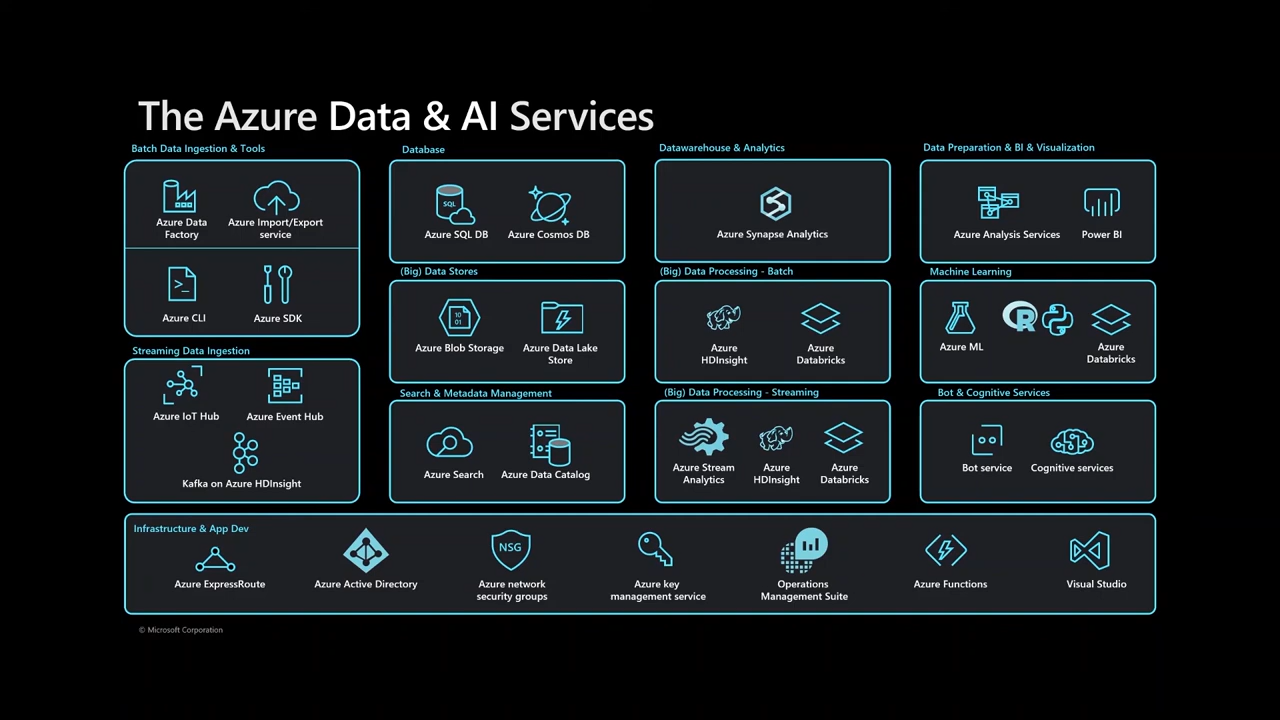 The Azure Data & AI Services
Batch Data Ingestion & Tools
Azure Data
Factory
Azure Import/Export
service
>_
Azure CLI
Azure SDK
Streaming Data Ingestion
Azure IoT Hub
Azure Event Hub
Kafka on Azure HDInsight
Database
SQL
Azure SQL DB
Azure Cosmos DB
(Big) Data Stores
10
01
Azure Blob Storage
Azure Data Lake
Store
Search & Metadata Management
Azure Search
Azure Data Catalog
Datawarehouse & Analytics
Azure Synapse Analytics
(Big) Data Processing - Batch
Azure
HDInsight
Azure
Databricks
(Big) Data Processing - Streaming
Azure Stream
Analytics
Azure
HDInsight
Azure
Databricks
Data Preparation & BI & Visualization
Azure Analysis Services
Power BI
Machine Learning
Azure ML
R
Azure
Databricks
Bot & Cognitive Services
Bot service
Cognitive services
Infrastructure & App Dev
Azure ExpressRoute
Azure Active Directory
NSG
Azure network
security groups
Azure key
management service
Operations
Management Suite
Azure Functions
Visual Studio
© Microsoft Corporation